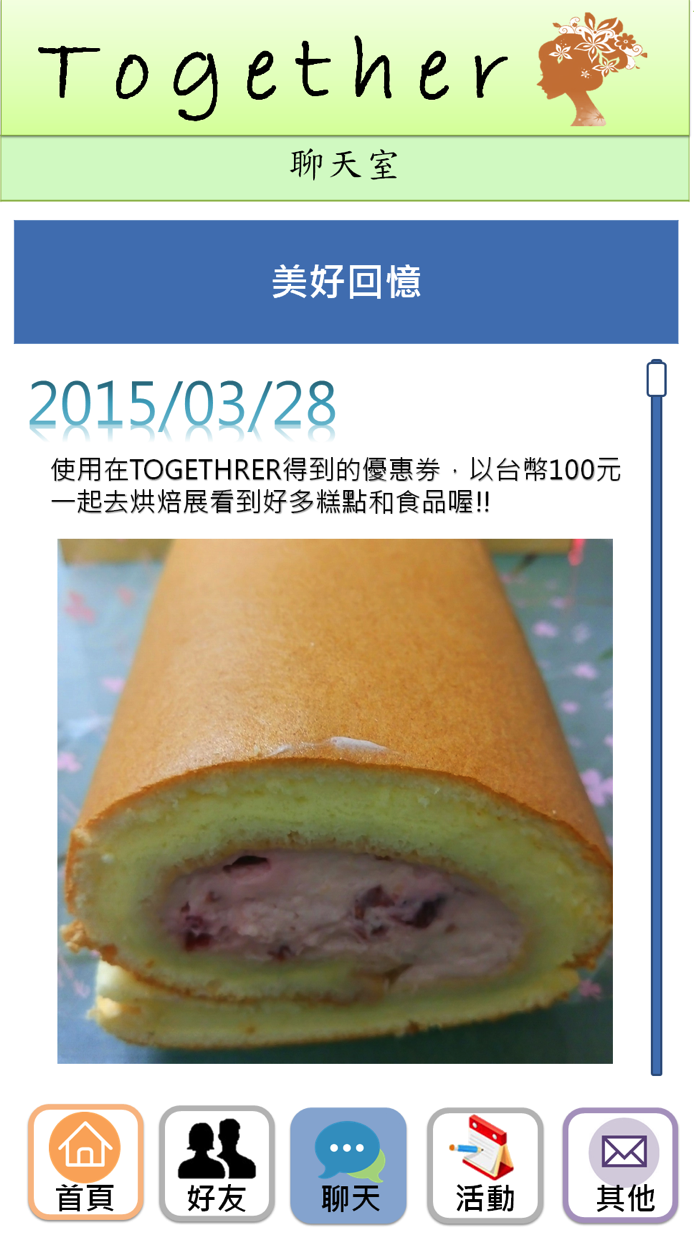 Together
聊天室
美好回憶
2015/03/28
使用在TOGETHRER得到的優惠券，以台幣100元
一起去烘焙展看到好多糕點和食品喔!!
首頁 好友 聊天 活動 其他